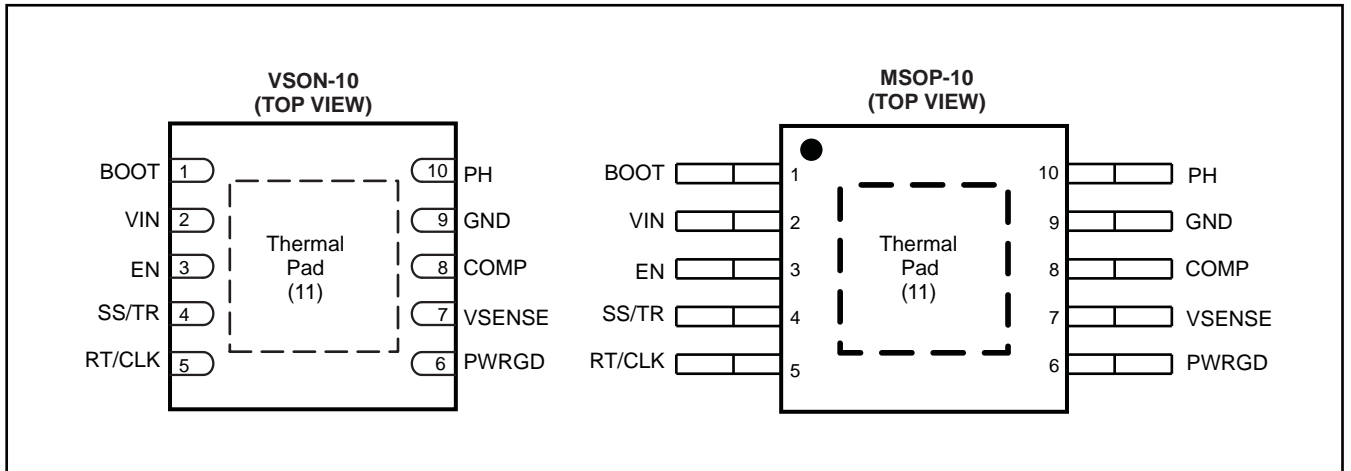 VSON-10
(TOP VIEW)
BOOT 1 10 PH
VIN 2 9 GND
EN 3 8 COMP
SS/TR 4 7 VSENSE
RT/CLK 5 6 PWRGD
Thermal
Pad
(11)
MSOP-10
(TOP VIEW)
BOOT 1 10 PH
VIN 2 9 GND
EN 3 8 COMP
SS/TR 4 7 VSENSE
RT/CLK 5 6 PWRGD
Thermal
Pad
(11)